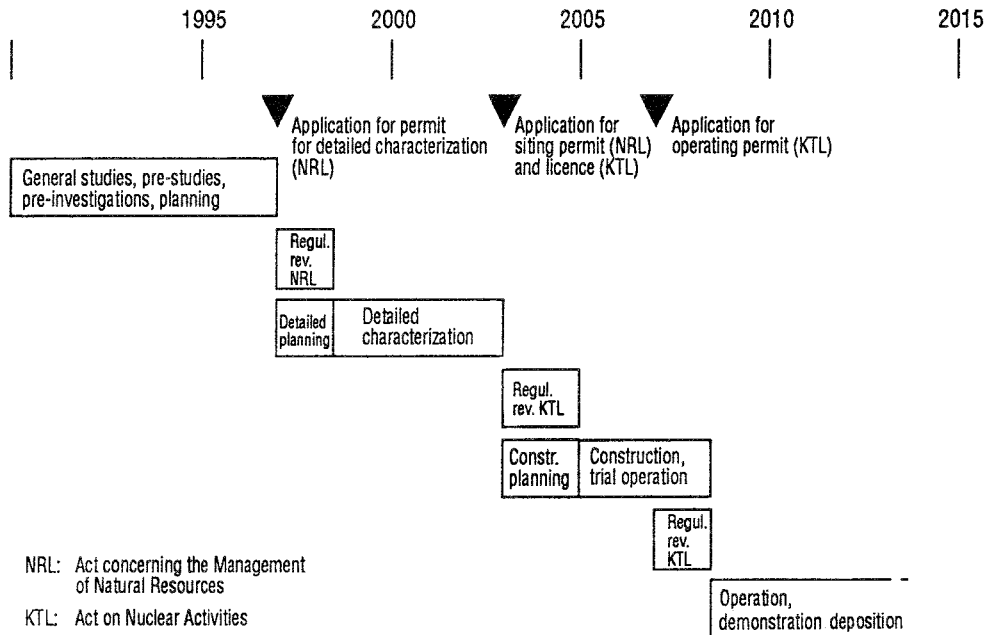 1995 2000 2005 2010 2015
Application for permit
for detailed characterization
(NRL)
Application for
siting permit (NRL)
and licence (KTL)
Application for
operating permit (KTL)
General studies, pre-studies,
pre-investigations, planning
Regul.
rev.
NRL
Detailed
planning
Detailed
characterization
Regul.
rev. KTL
Constr.
planning
Construction,
trial operation
Regul.
rev.
KTL
NRL: Act concerning the Management
of Natural Resources
KTL: Act on Nuclear Activities
Operation,
demonstration deposition